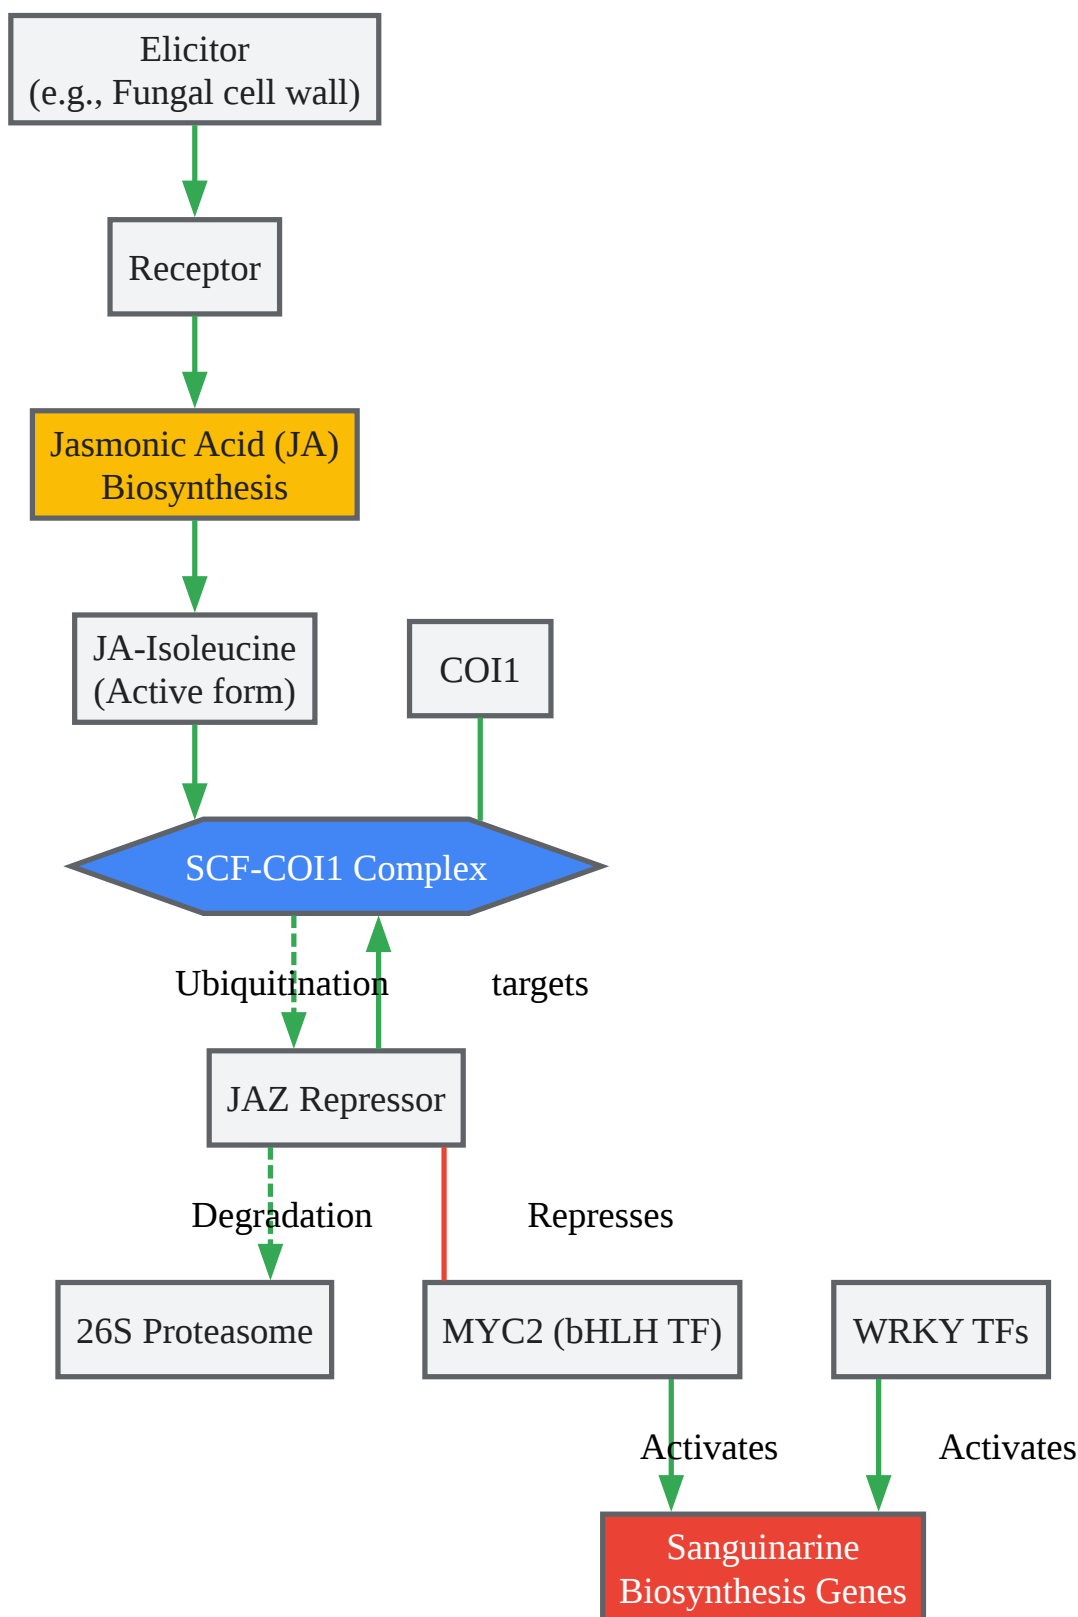 Elicitor
(e.g., Fungal cell wall)
Receptor
Jasmonic Acid (JA)
Biosynthesis
JA-Isoleucine
(Active form)
COI1
SCF-COI1 Complex
Ubiquitination
targets
JAZ Repressor
Degradation
Represses
26S Proteasome
MYC2 (bHLH TF)
WRKY TFs
Activates
Activates
Sanguinarine
Biosynthesis Genes